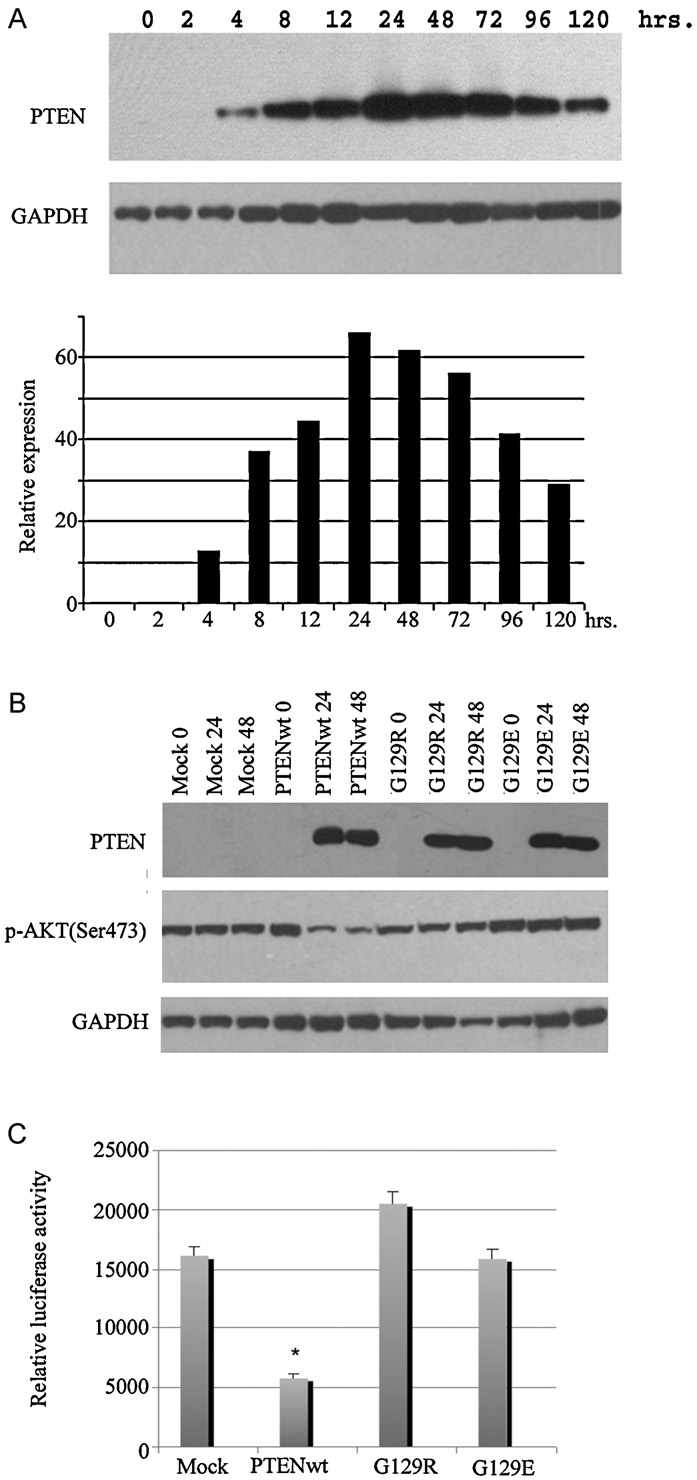 A
0 2 4 8 12 24 48 72 96 120 hrs.
PTEN
GAPDH
Relative expression
60
40
20
0
0 2 4 8 12 24 48 72 96 120 hrs.
B
Mock 0
Mock 24
Mock 48
PTENwt 0
PTENwt 24
PTENwt 48
G129R 0
G129R 24
G129R 48
G129E 0
G129E 24
G129E 48
PTEN
p-AKT(Ser473)
GAPDH
C
Relative luciferase activity
25000
20000
15000
10000
5000
0
*
Mock PTENwt G129R G129E